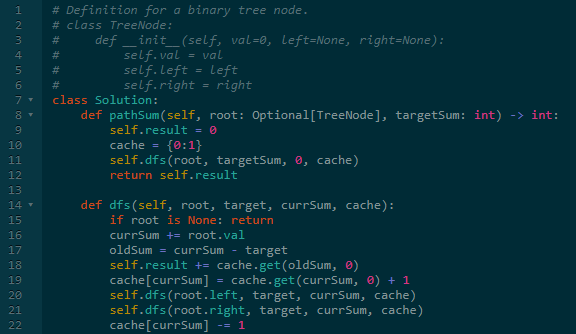 1 # Definition for a binary tree node.
2 # class TreeNode:
3 #     def __init__(self, val=0, left=None, right=None):
4 #         self.val = val
5 #         self.left = left
6 #         self.right = right
7 class Solution:
8     def pathSum(self, root: Optional[TreeNode], targetSum: int) -> int:
9         self.result = 0
10         cache = {0:1}
11         self.dfs(root, targetSum, 0, cache)
12         return self.result
13
14     def dfs(self, root, target, currSum, cache):
15         if root is None: return
16         currSum += root.val
17         oldSum = currSum - target
18         self.result += cache.get(oldSum, 0)
19         cache[currSum] = cache.get(currSum, 0) + 1
20         self.dfs(root.left, target, currSum, cache)
21         self.dfs(root.right, target, currSum, cache)
22         cache[currSum] -= 1